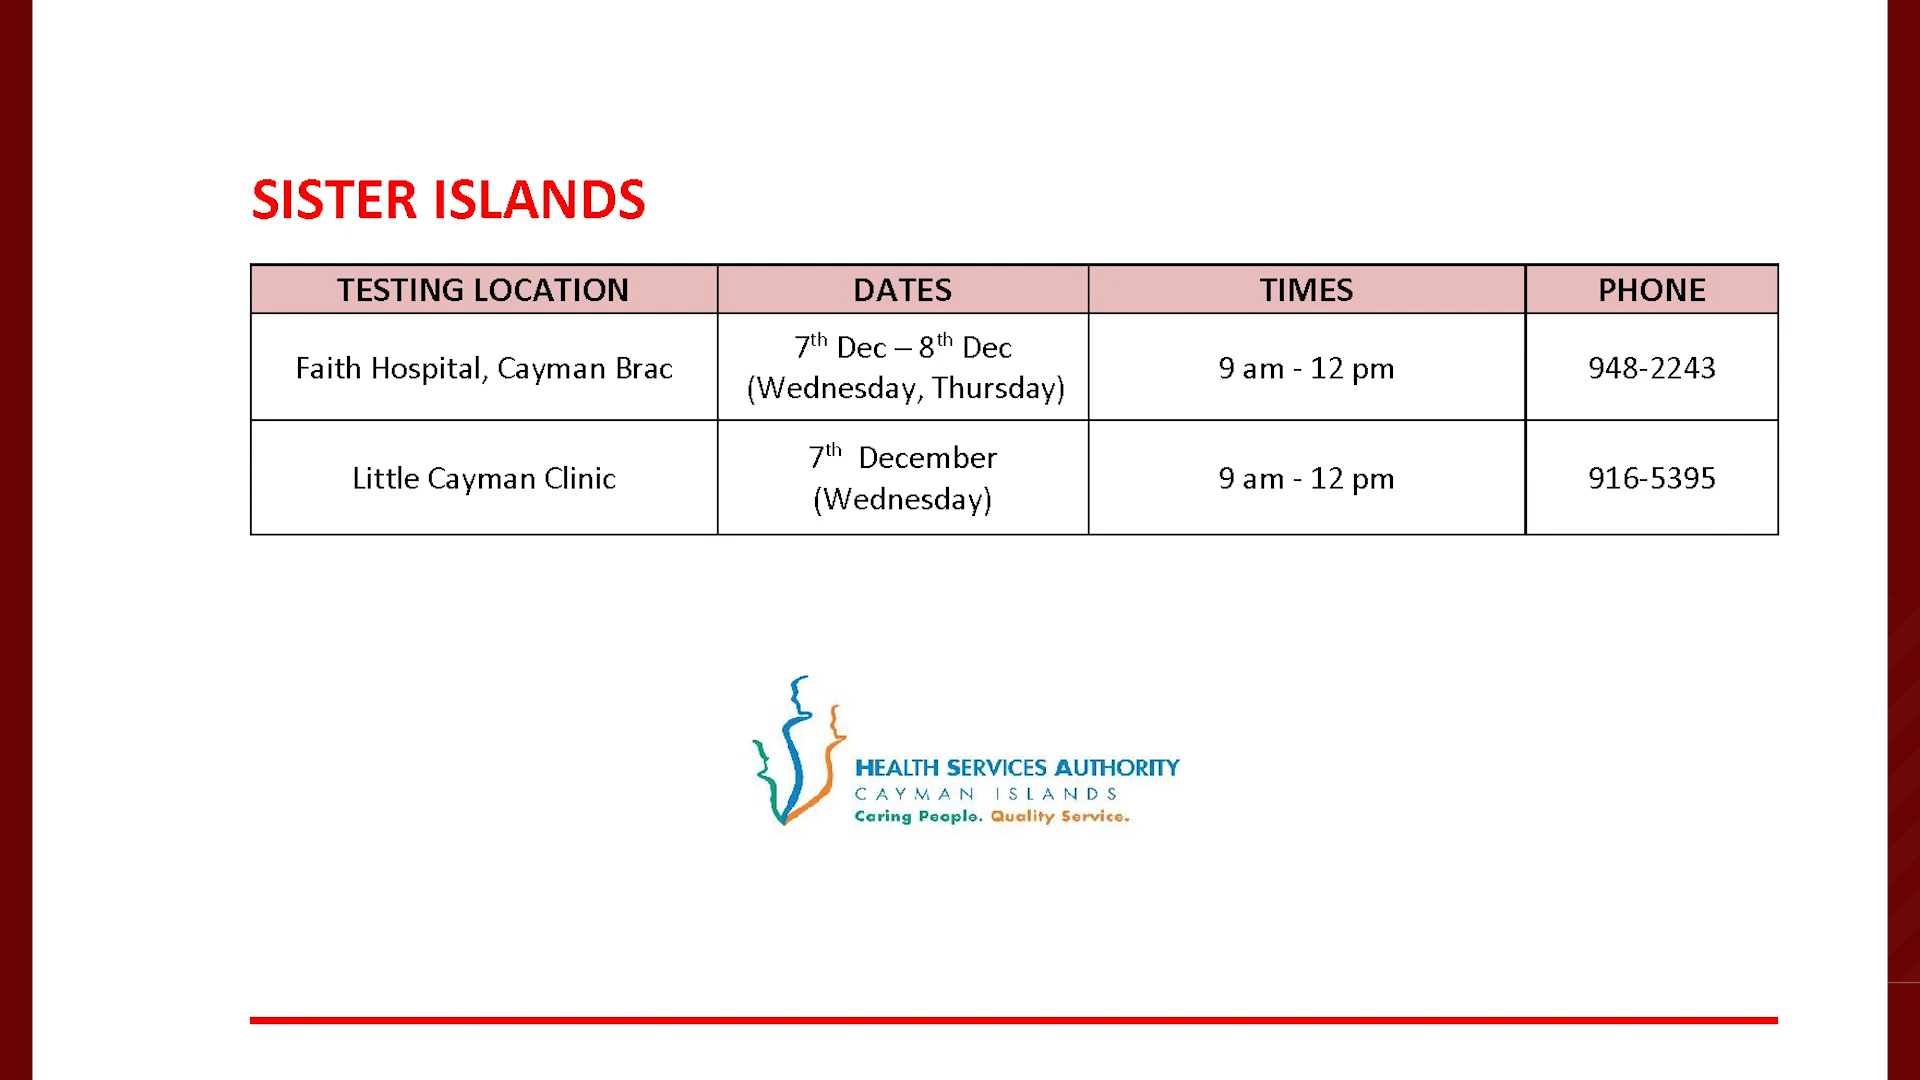 SISTER ISLANDS
TESTING LOCATION DATES TIMES PHONE
Faith Hospital, Cayman Brac 7th Dec – 8th Dec (Wednesday, Thursday) 9 am - 12 pm 948-2243
Little Cayman Clinic 7th December (Wednesday) 9 am - 12 pm 916-5395
HEALTH SERVICES AUTHORITY
CAYMAN ISLANDS
Caring People. Quality Service.